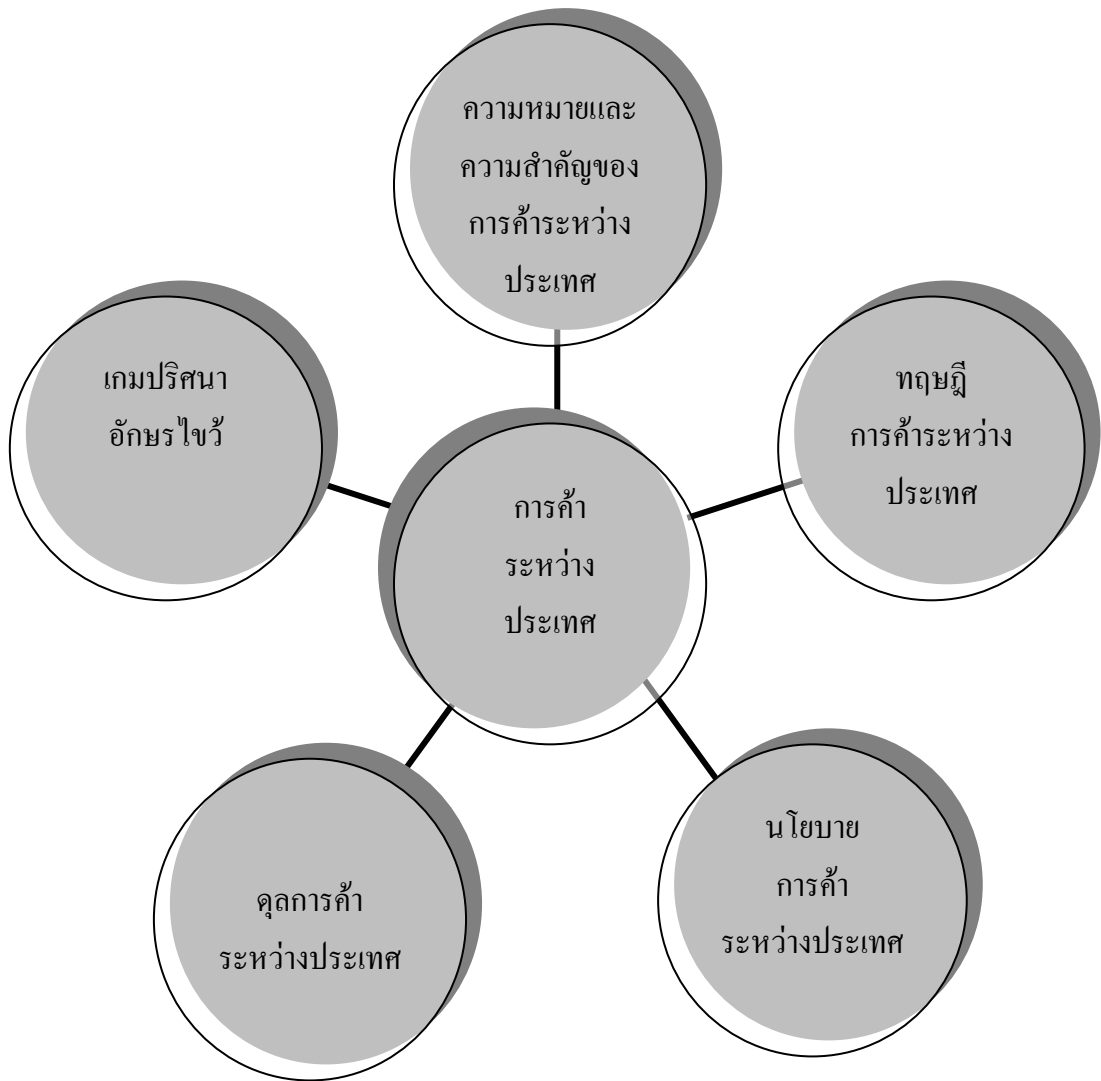 ความหมายและ
ความสำคัญของ
การค้าระหว่าง
ประเทศ
เกมปริศนา
อักษรไขว้
ทฤษฎี
การค้าระหว่าง
ประเทศ
การค้า
ระหว่าง
ประเทศ
ดุลการค้า
ระหว่างประเทศ
นโยบาย
การค้า
ระหว่างประเทศ